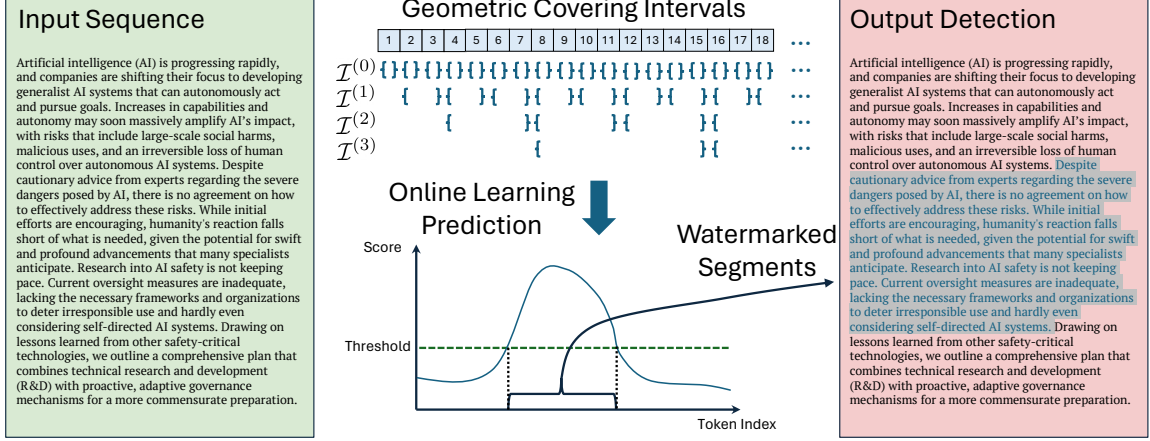 Input Sequence
Artificial intelligence (AI) is progressing rapidly,
and companies are shifting their focus to developing
generalist AI systems that can autonomously act
and pursue goals. Increases in capabilities and
autonomy may soon massively amplify AI's impact,
with risks that include large-scale social harms,
malicious uses, and an irreversible loss of human
control over autonomous AI systems. Despite
cautionary advice from experts regarding the severe
dangers posed by AI, there is no agreement on how
to effectively address these risks. While initial
efforts are encouraging, humanity's reaction falls
short of what is needed, given the potential for swift
and profound advancements that many specialists
anticipate. Research into AI safety is not keeping
pace. Current oversight measures are inadequate,
lacking the necessary frameworks and organizations
to deter irresponsible use and hardly even
considering self-directed AI systems. Drawing on
lessons learned from other safety-critical
technologies, we outline a comprehensive plan that
combines technical research and development
(R&D) with proactive, adaptive governance
mechanisms for a more commensurate preparation.
Geometric Covering Intervals
1 2 3 4 5 6 7 8 9 10 11 12 13 14 15 16 17 18 ...
I^(0) { } { } { } { } { } { } { } { } { } { } { } { } { } { } { } { } { } { } ...
I^(1) { } { } { } { } { } { } { } { } { ...
I^(2) { } { } { } { ...
I^(3) { } { ...
Online Learning
Prediction
Score
Threshold
Token Index
Watermarked
Segments
Output Detection
Artificial intelligence (AI) is progressing rapidly,
and companies are shifting their focus to developing
generalist AI systems that can autonomously act
and pursue goals. Increases in capabilities and
autonomy may soon massively amplify AI's impact,
with risks that include large-scale social harms,
malicious uses, and an irreversible loss of human
control over autonomous AI systems. Despite
cautionary advice from experts regarding the severe
dangers posed by AI, there is no agreement on how
to effectively address these risks. While initial
efforts are encouraging, humanity's reaction falls
short of what is needed, given the potential for swift
and profound advancements that many specialists
anticipate. Research into AI safety is not keeping
pace. Current oversight measures are inadequate,
lacking the necessary frameworks and organizations
to deter irresponsible use and hardly even
considering self-directed AI systems. Drawing on
lessons learned from other safety-critical
technologies, we outline a comprehensive plan that
combines technical research and development
(R&D) with proactive, adaptive governance
mechanisms for a more commensurate preparation.